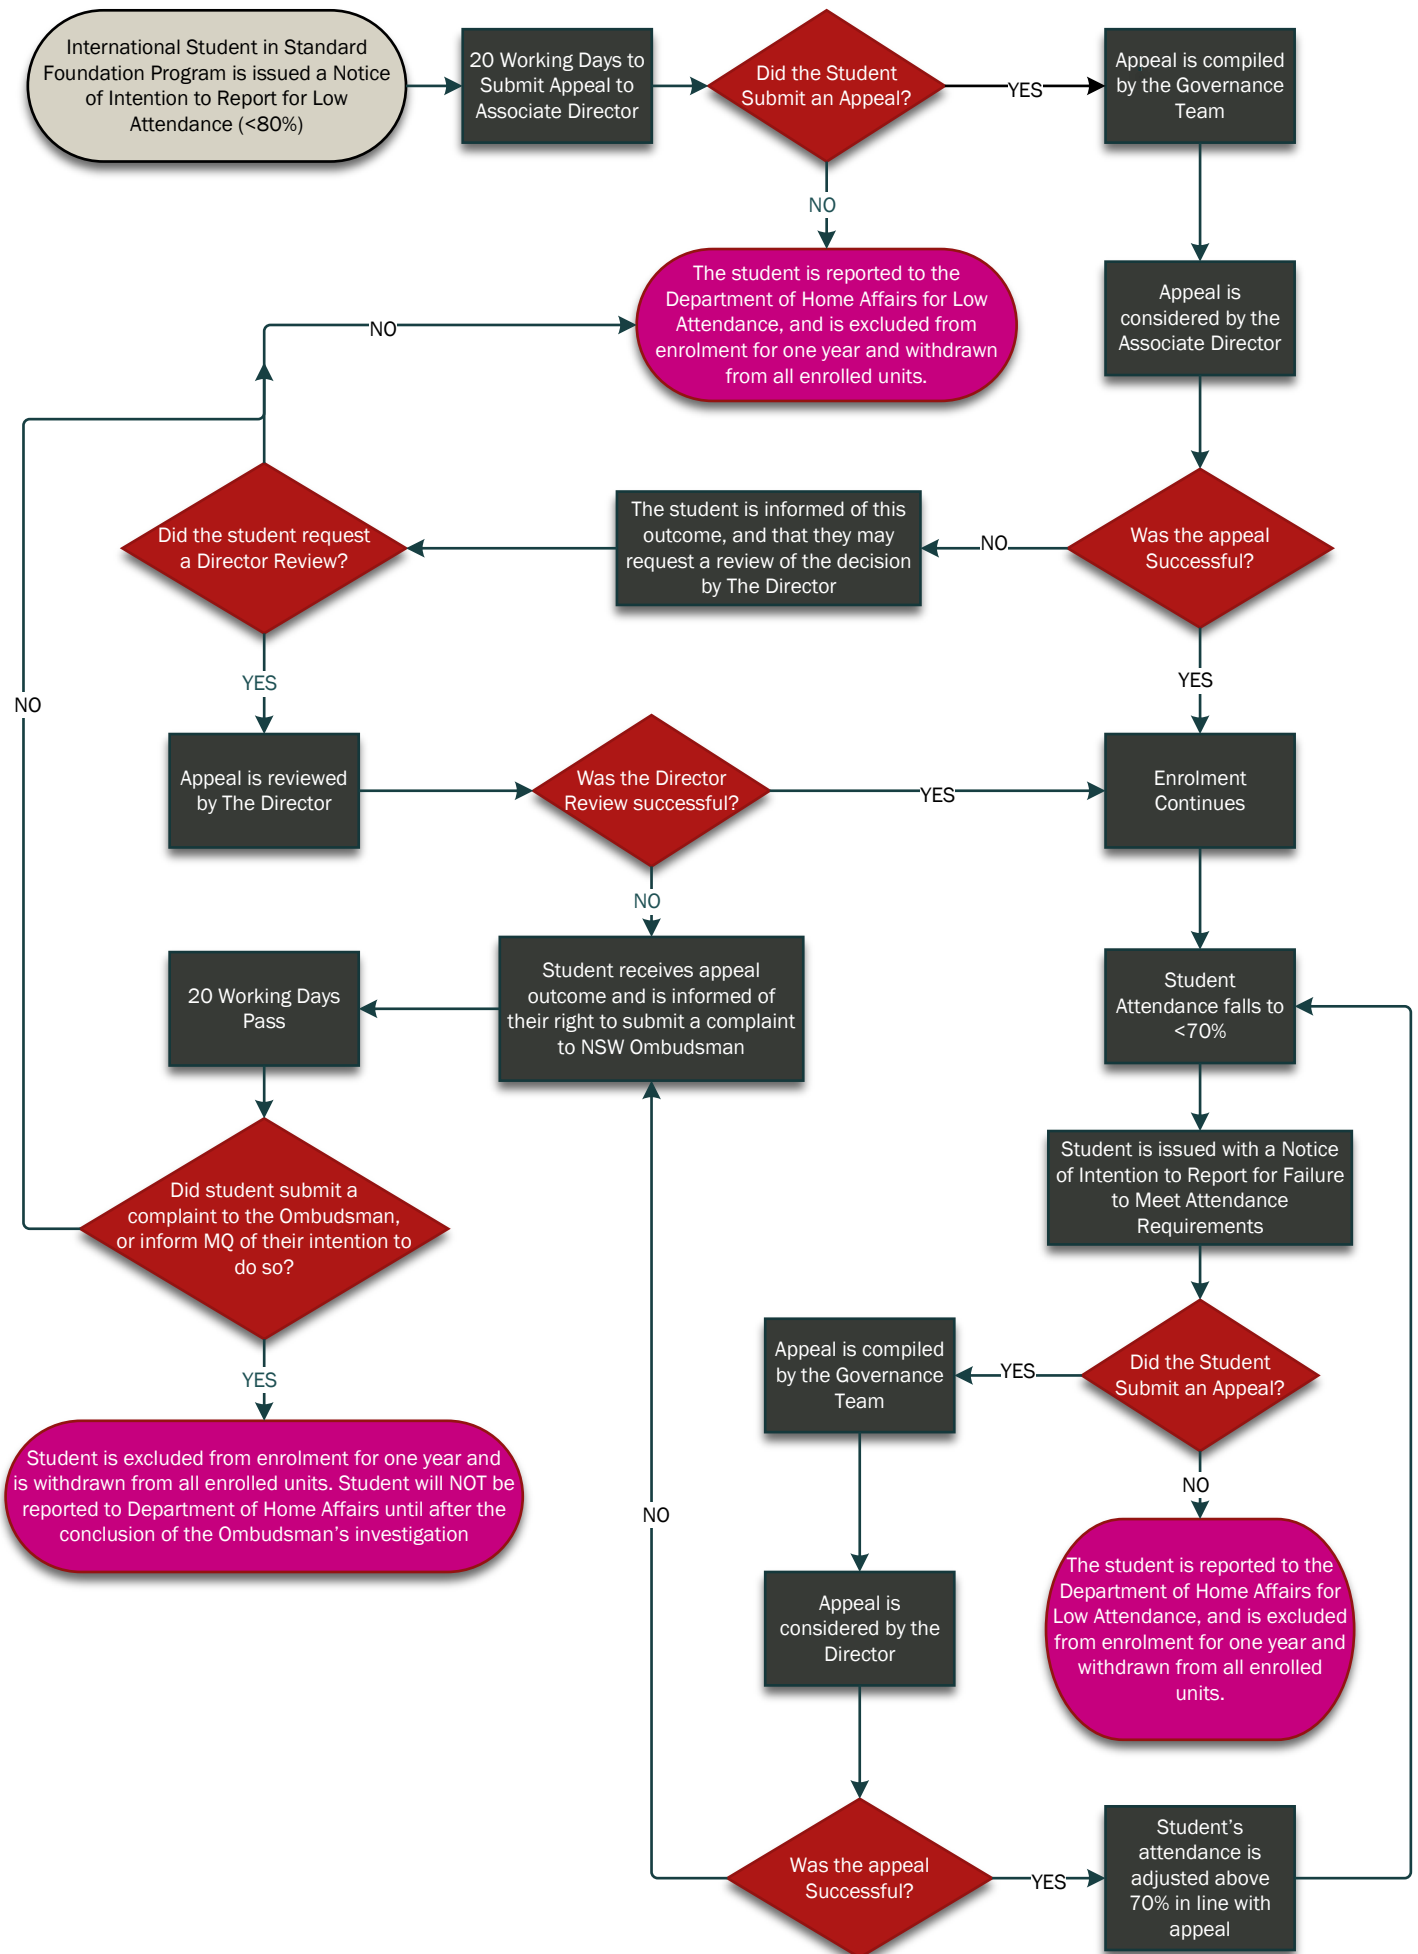 International Student in Standard
Foundation Program is issued a Notice
of Intention to Report for Low
Attendance (<80%)
20 Working Days to
Submit Appeal to
Associate Director
Did the Student
Submit an Appeal?
YES
Appeal is compiled
by the Governance
Team
NO
The student is reported to the
Department of Home Affairs for Low
Attendance, and is excluded from
enrolment for one year and withdrawn
from all enrolled units.
Appeal is
considered by the
Associate Director
NO
Did the student request
a Director Review?
The student is informed of this
outcome, and that they may
request a review of the decision
by The Director
NO
Was the appeal
Successful?
YES
YES
NO
Appeal is reviewed
by The Director
Was the Director
Review successful?
YES
Enrolment
Continues
NO
20 Working Days
Pass
Student receives appeal
outcome and is informed of
their right to submit a complaint
to NSW Ombudsman
Student
Attendance falls to
<70%
Did student submit a
complaint to the Ombudsman,
or inform MQ of their intention to
do so?
Student is issued with a Notice
of Intention to Report for Failure
to Meet Attendance
Requirements
YES
Appeal is compiled
by the Governance
Team
YES
Did the Student
Submit an Appeal?
Student is excluded from enrolment for one year and
is withdrawn from all enrolled units. Student will NOT be
reported to Department of Home Affairs until after the
conclusion of the Ombudsman’s investigation
NO
NO
Appeal is
considered by the
Director
The student is reported to the
Department of Home Affairs for
Low Attendance, and is excluded
from enrolment for one year and
withdrawn from all enrolled
units.
Was the appeal
Successful?
YES
Student’s
attendance is
adjusted above
70% in line with
appeal